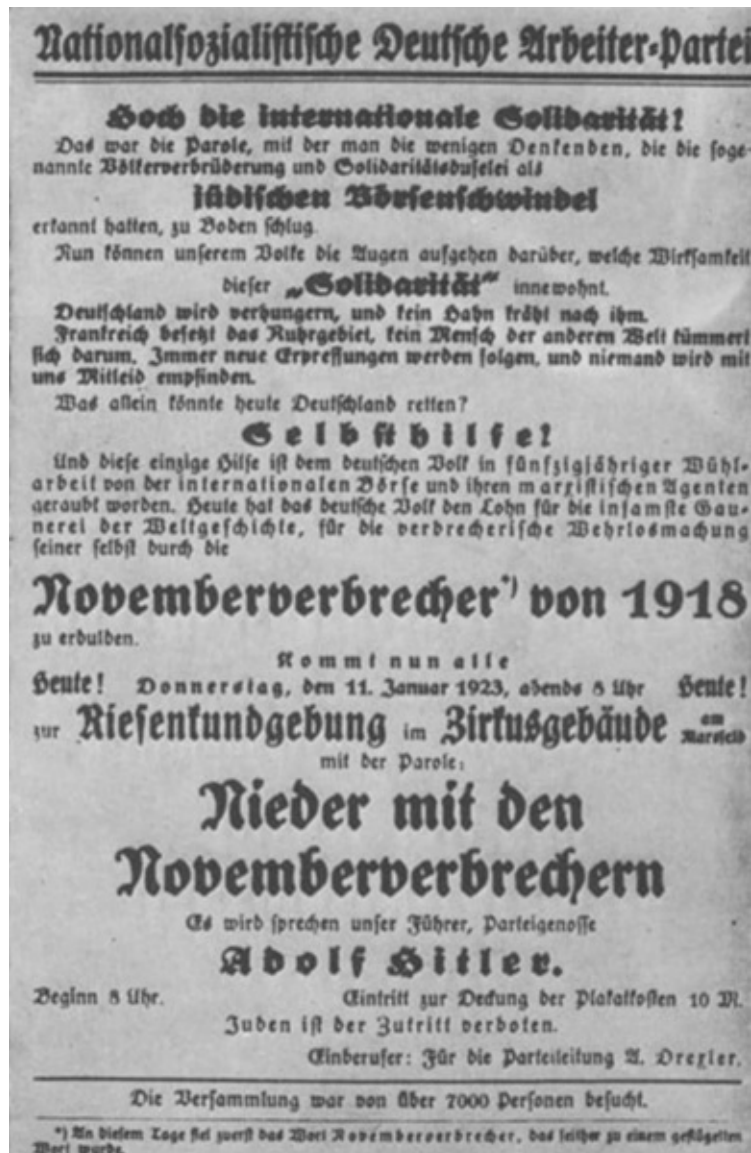 Nationalsozialistische Deutsche Arbeiter-Partei
Hoch die internationale Solidarität!
Das war die Parole, mit der man die wenigen Denkenden, die die soge-
nannte Völkerverbrüderung und Solidaritätsduselei als
jüdischen Börsenschwindel
erkannt hatten, zu Boden schlug.
Nun können unserem Volke die Augen aufgehen darüber, welche Wirksamkeit
dieser „Solidarität“ innewohnt.
Deutschland wird verhungern, und kein Hahn kräht nach ihm.
Frankreich besetzt das Ruhrgebiet, kein Mensch der anderen Welt kümmert
sich darum. Immer neue Erpressungen werden folgen, und niemand wird mit
uns Mitleid empfinden.
Was allein könnte heute Deutschland retten?
Selbsthilfe!
Und diese einzige Hilfe ist dem deutschen Volk in fünfzigjähriger Wühl-
arbeit von der internationalen Börse und ihren marxistischen Agenten
geraubt worden. Heute hat das deutsche Volk den Lohn für die infamste Gau-
nerei der Weltgeschichte, für die verbrecherische Wehrlosmachung
seiner selbst durch die
Novemberverbrecher*) von 1918
zu erdulden.
Kommt nun alle
Heute! Donnerstag, den 11. Januar 1923, abends 8 Uhr Heute!
zur Riesenkundgebung im Zirkusgebäude am Marsfeld
mit der Parole:
Nieder mit den
Novemberverbrechern
Es wird sprechen unser Führer, Parteigenosse
Adolf Hitler.
Beginn 8 Uhr. Eintritt zur Deckung der Plakatkosten 10 M.
Juden ist der Zutritt verboten.
Einberufer: Für die Parteileitung A. Drexler.
Die Versammlung war von über 7000 Personen besucht.
*) An diesem Tage fiel zuerst das Wort Novemberverbrecher, das seither zu einem geflügelten
Wort wurde.